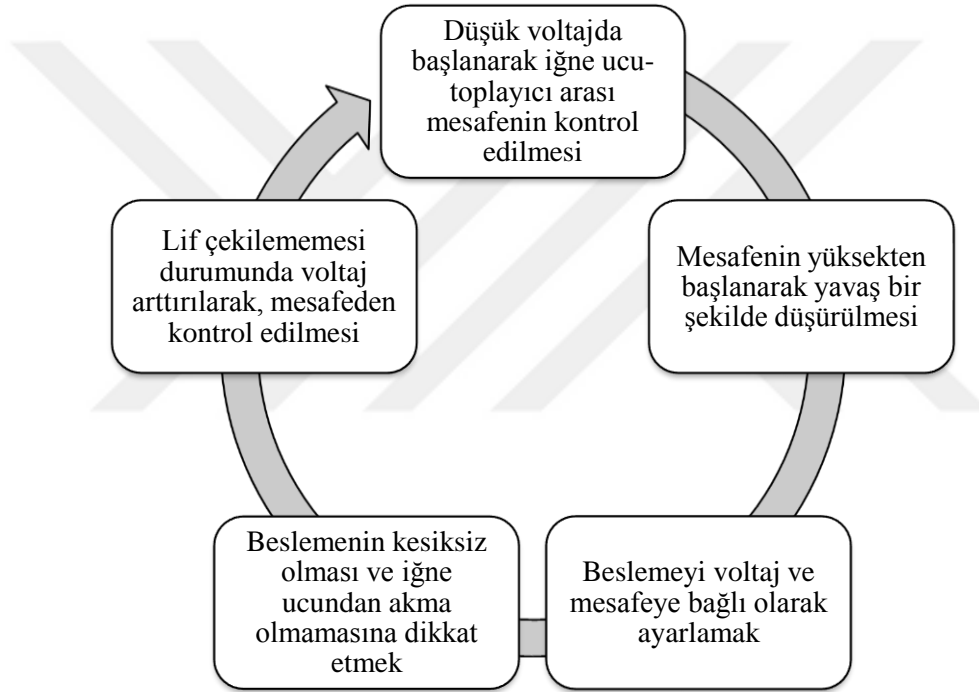 Düşük voltajda
başlanarak iğne ucu-
toplayıcı arası
mesafenin kontrol
edilmesi
Mesafenin yüksekten
başlanarak yavaş bir
şekilde düşürülmesi
Beslemeyi voltaj ve
mesafeye bağlı olarak
ayarlamak
Beslemenin kesiksiz
olması ve iğne
ucundan akma
olmamasına dikkat
etmek
Lif çekilememesi
durumunda voltaj
arttırılarak, mesafeden
kontrol edilmesi